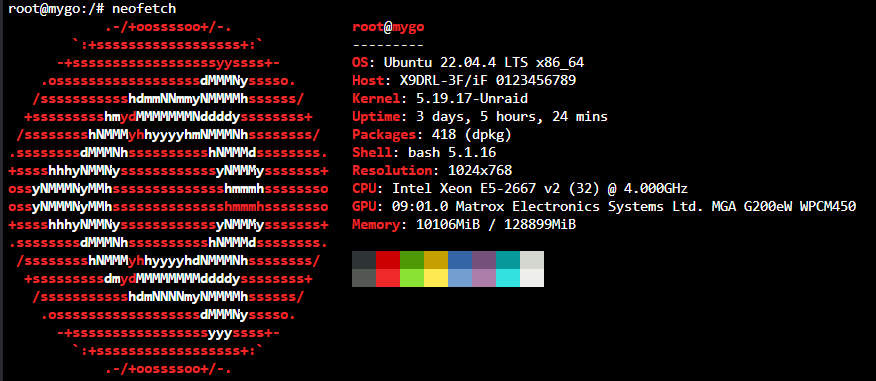 root@mygo:/# neofetch
            .-/+oossssoo+/-.               root@mygo
        `:+ssssssssssssssssss+:`           ---------
      -+ssssssssssssssssssyyssss+-         OS: Ubuntu 22.04.4 LTS x86_64
    .ossssssssssssssssssdMMMNysssso.       Host: X9DRL-3F/iF 0123456789
   /ssssssssssshdmmNNmmyNMMMMhssssss/      Kernel: 5.19.17-Unraid
  +ssssssssshmydMMMMMMMNddddyssssssss+     Uptime: 3 days, 5 hours, 24 mins
 /sssssssshNMMMyhhyyyyhmNMMMNhssssssss/    Packages: 418 (dpkg)
.ssssssssdMMMNhsssssssssshNMMMdssssssss.   Shell: bash 5.1.16
+sssshhhyNMMNyssssssssssssyNMMMysssssss+   Resolution: 1024x768
ossyNMMMNyMMhsssssssssssssshmmmhssssssso   CPU: Intel Xeon E5-2667 v2 (32) @ 4.000GHz
ossyNMMMNyMMhsssssssssssssshmmmhssssssso   GPU: 09:01.0 Matrox Electronics Systems Ltd. MGA G200eW WPCM450
+sssshhhyNMMNyssssssssssssyNMMMysssssss+   Memory: 10106MiB / 128899MiB
.ssssssssdMMMNhsssssssssshNMMMdssssssss.
 /sssssssshNMMMyhhyyyyhdNMMMNhssssssss/
  +sssssssssdmydMMMMMMMMddddyssssssss+
   /ssssssssssshdmNNNNmyNMMMMhssssss/
    .ossssssssssssssssssdMMMNysssso.
      -+sssssssssssssssssyyyssss+-
        `:+ssssssssssssssssss+:`
            .-/+oossssoo+/-.